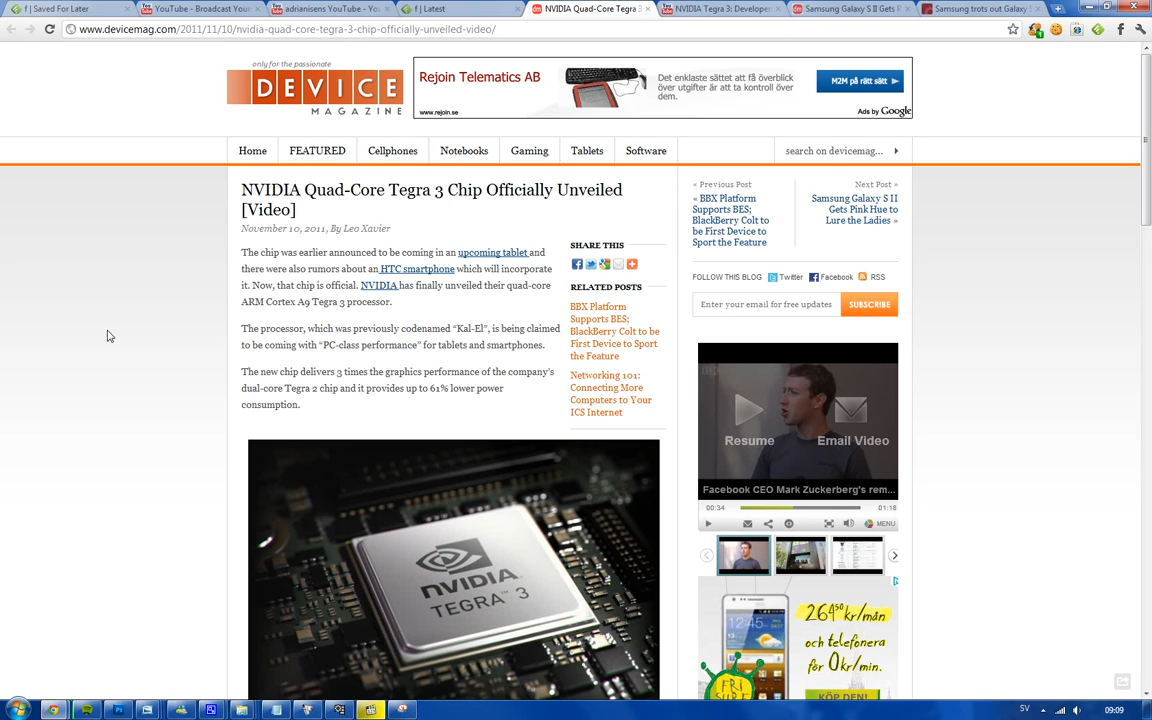 f | Saved For Later
YouTube - Broadcast Your
adrianisens YouTube -
f | Latest
NVIDIA Quad-Core Tegra 3
NVIDIA Tegra 3: Developer
Samsung Galaxy S II Gets P
Samsung trots out Galaxy
www.devicemag.com/2011/11/10/nvidia-quad-core-tegra-3-chip-officially-unveiled-video/
only for the passionate
DEVICE
MAGAZINE
Rejoin Telematics AB
www.rejoin.se
Det enklaste sättet att få överblick
över utgifter är att ta kontroll över
dem.
M2M på rätt sätt
Ads by Google
Home
FEATURED
Cellphones
Notebooks
Gaming
Tablets
Software
search on devicemag...
NVIDIA Quad-Core Tegra 3 Chip Officially Unveiled
[Video]
November 10, 2011, By Leo Xavier
The chip was earlier announced to be coming in an upcoming tablet and
there were also rumors about an HTC smartphone which will incorporate
it. Now, that chip is official. NVIDIA has finally unveiled their quad-core
ARM Cortex A9 Tegra 3 processor.
The processor, which was previously codenamed “Kal-El”, is being claimed
to be coming with “PC-class performance” for tablets and smartphones.
The new chip delivers 3 times the graphics performance of the company’s
dual-core Tegra 2 chip and it provides up to 61% lower power
consumption.
SHARE THIS
RELATED POSTS
BBX Platform
Supports BES;
BlackBerry Colt to
be First Device to
Sport the Feature
Networking 101:
Connecting More
Computers to Your
ICS Internet
NVIDIA
TEGRA 3
« Previous Post
« BBX Platform
Supports BES;
BlackBerry Colt to
be First Device to
Sport the Feature
Next Post »
Samsung Galaxy S II
Gets Pink Hue to
Lure the Ladies »
FOLLOW THIS BLOG
Twitter
Facebook
RSS
Enter your email for free updates
SUBSCRIBE
Resume
Email Video
Facebook CEO Mark Zuckerberg's rem...
00:34
01:18
MENU
264 50 kr/mån
och telefonera
för 0 kr/min.
FRI
SURF
KÖP DEN!
SV
09:09